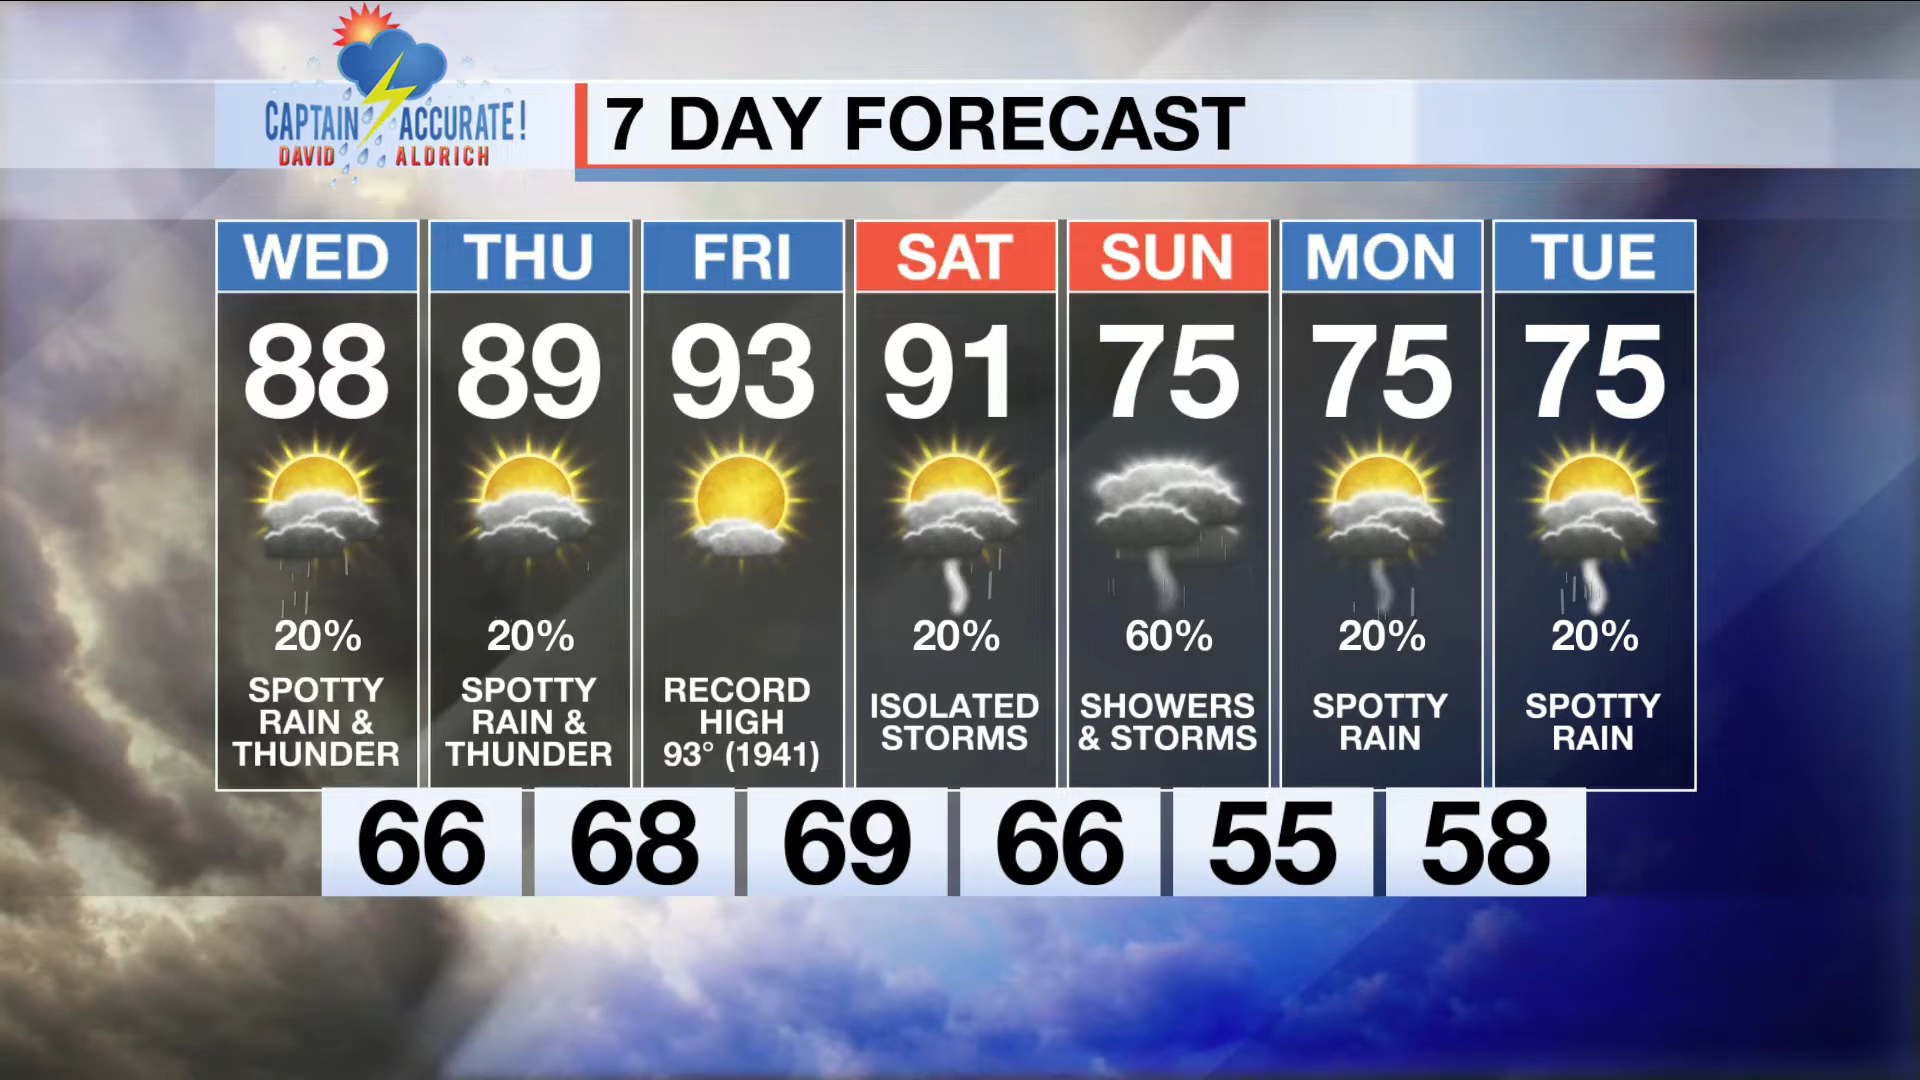 CAPTAIN ACCURATE!
DAVID ALDRICH
7 DAY FORECAST
WED THU FRI SAT SUN MON TUE
88 89 93 91 75 75 75
20% 20% 20% 60% 20% 20%
SPOTTY
RAIN &
THUNDER
SPOTTY
RAIN &
THUNDER
RECORD
HIGH
93° (1941)
ISOLATED
STORMS
SHOWERS
& STORMS
SPOTTY
RAIN
SPOTTY
RAIN
66 68 69 66 55 58